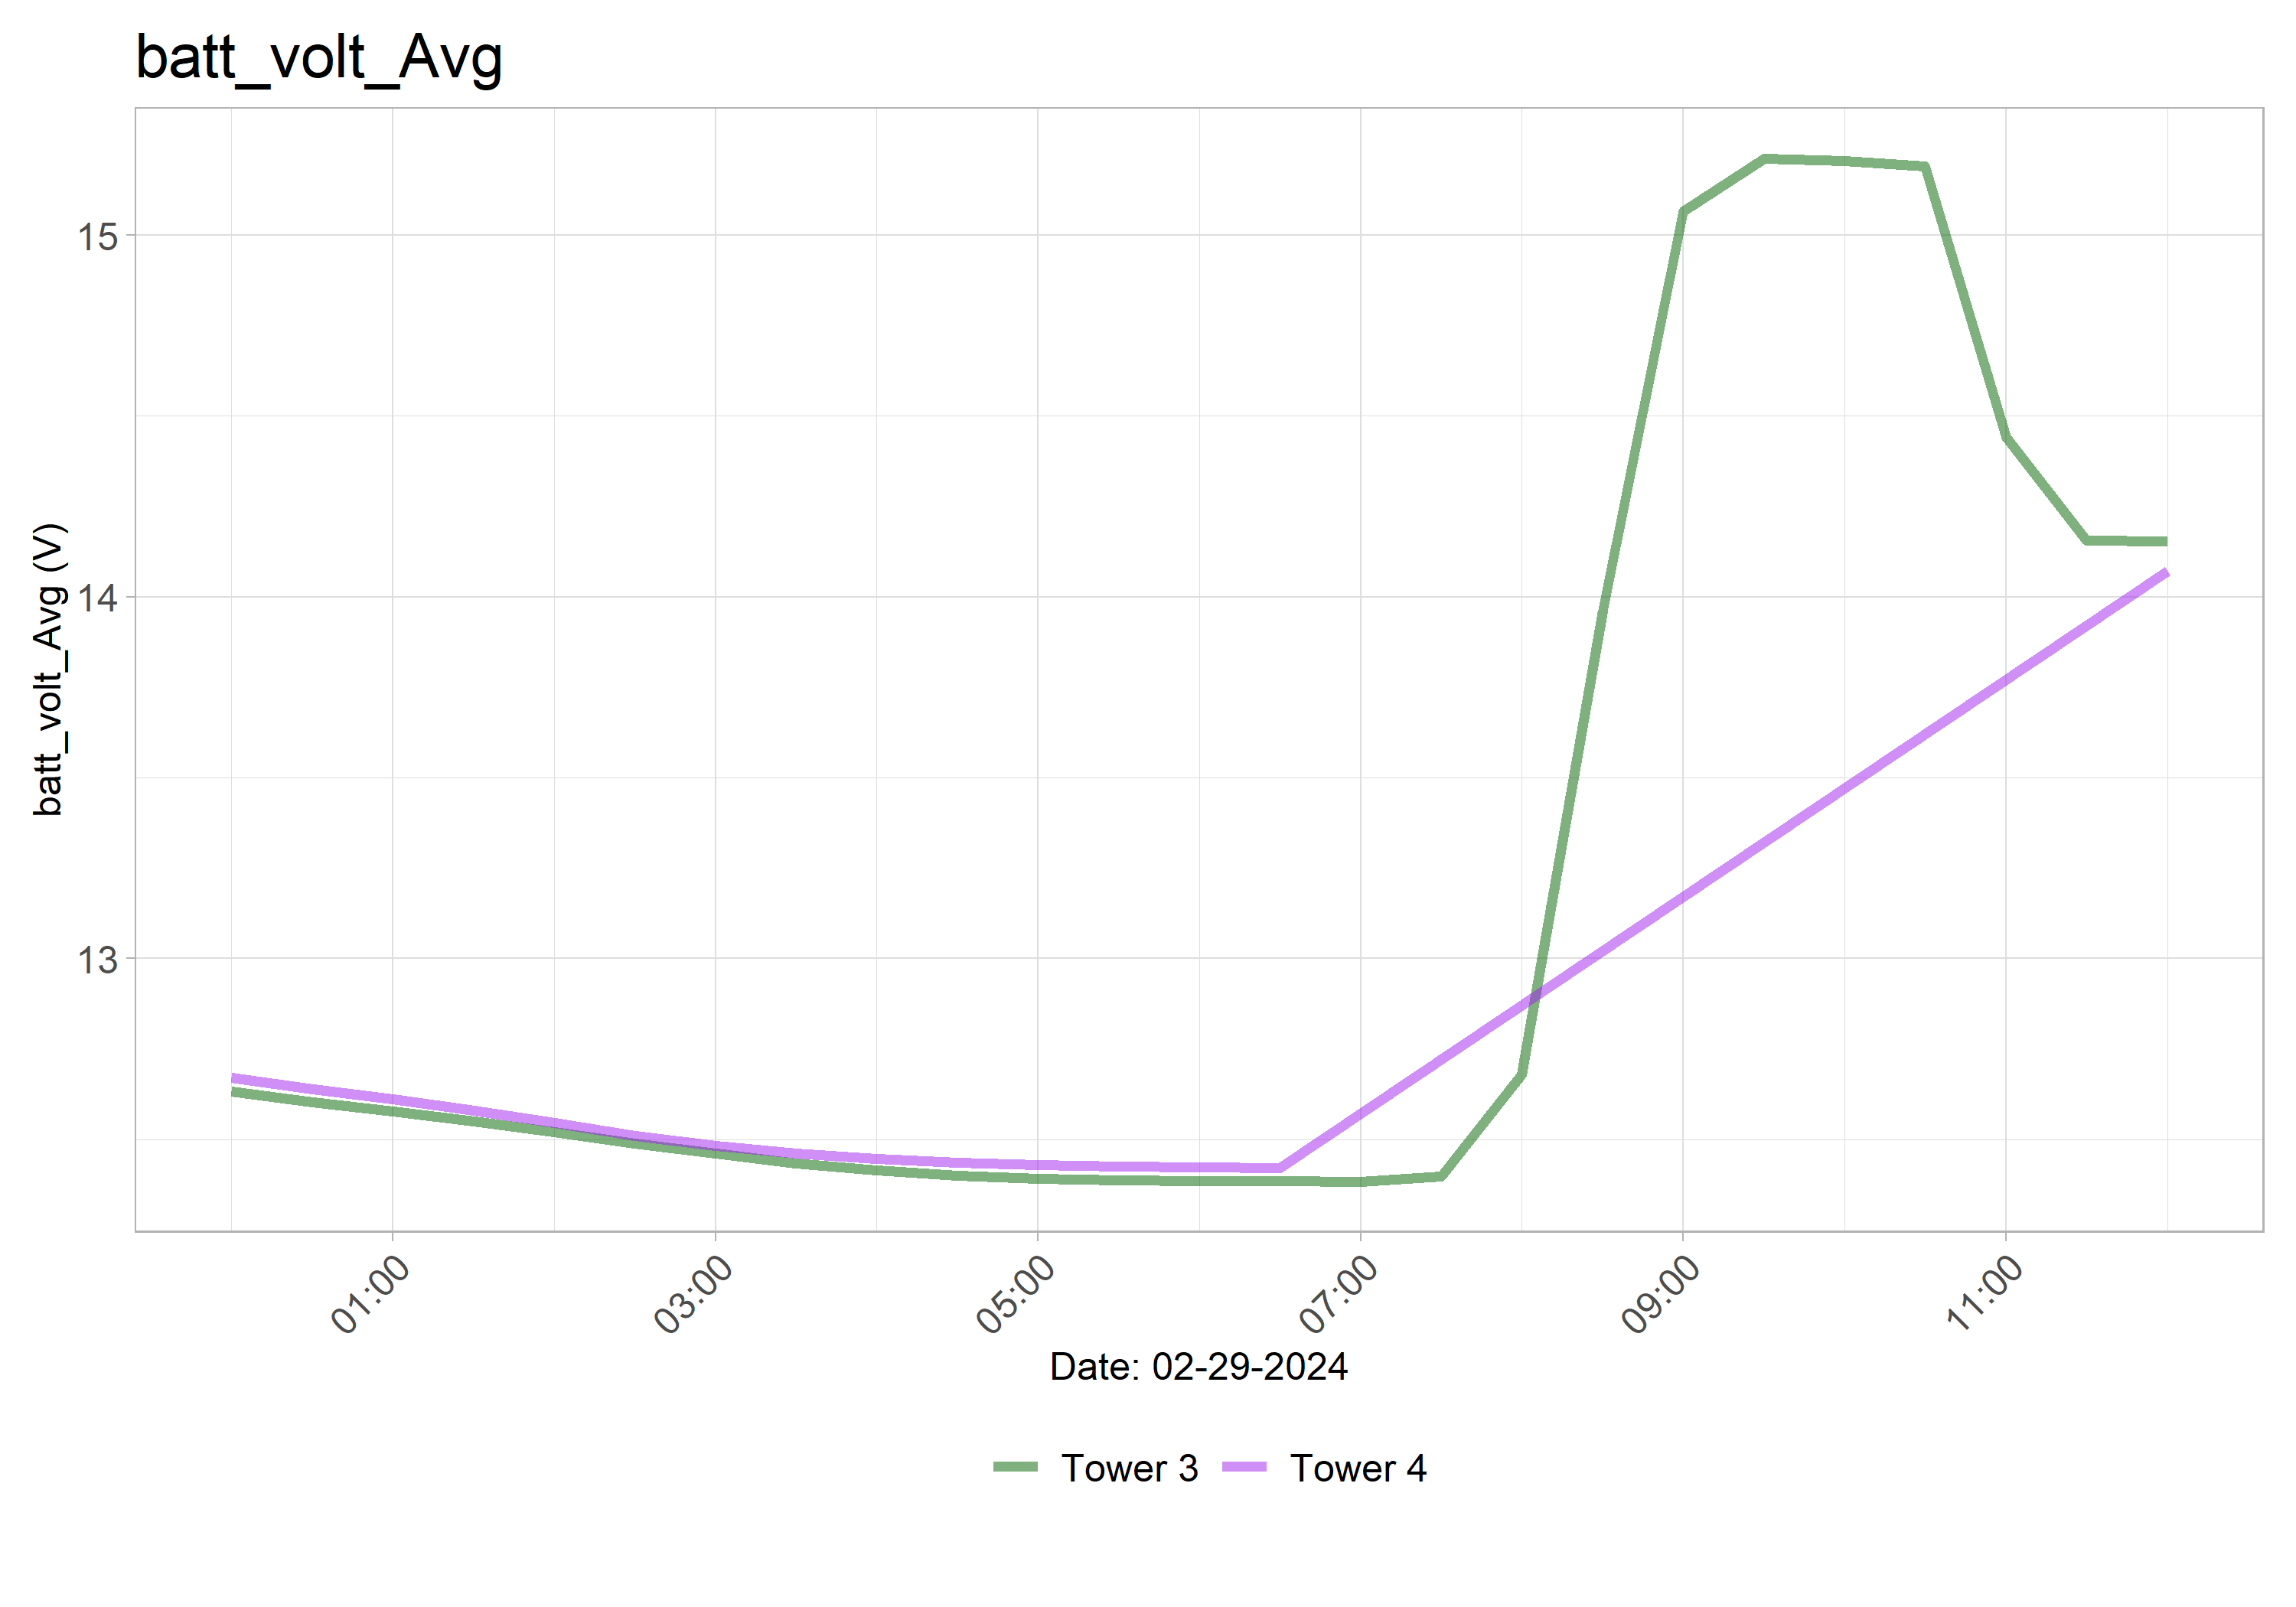 batt_volt_Avg
batt_volt_Avg (V)
15
14
13
01:00
03:00
05:00
07:00
09:00
11:00
Date: 02-29-2024
Tower 3
Tower 4